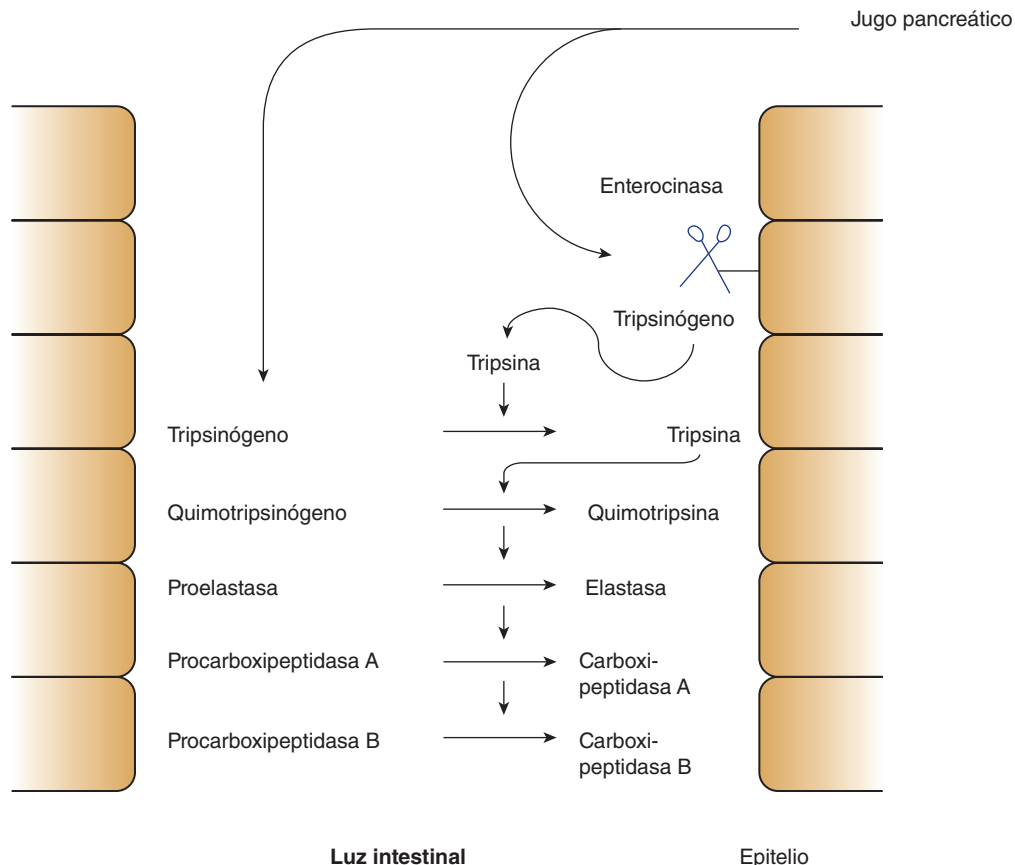 Jugo pancreático
Enterocinasa
Tripsinógeno
Tripsina
Tripsinógeno
Tripsina
Quimotripsinógeno
Quimotripsina
Proelastasa
Elastasa
Procarboxipeptidasa A
Carboxi-
peptidasa A
Procarboxipeptidasa B
Carboxi-
peptidasa B
Luz intestinal
Epitelio